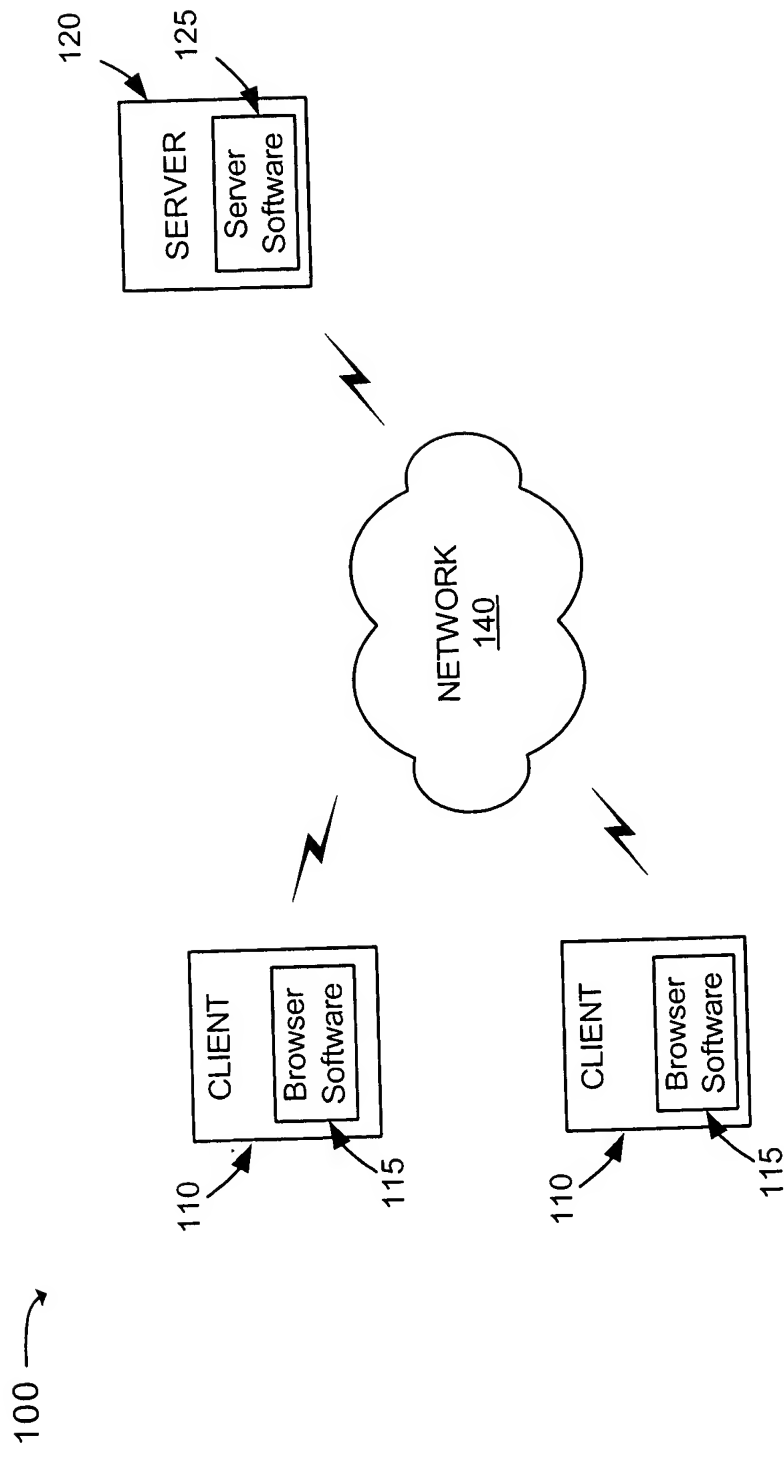 100
110
CLIENT
Browser
Software
115
110
CLIENT
Browser
Software
115
NETWORK
140
120
SERVER
Server
Software
125